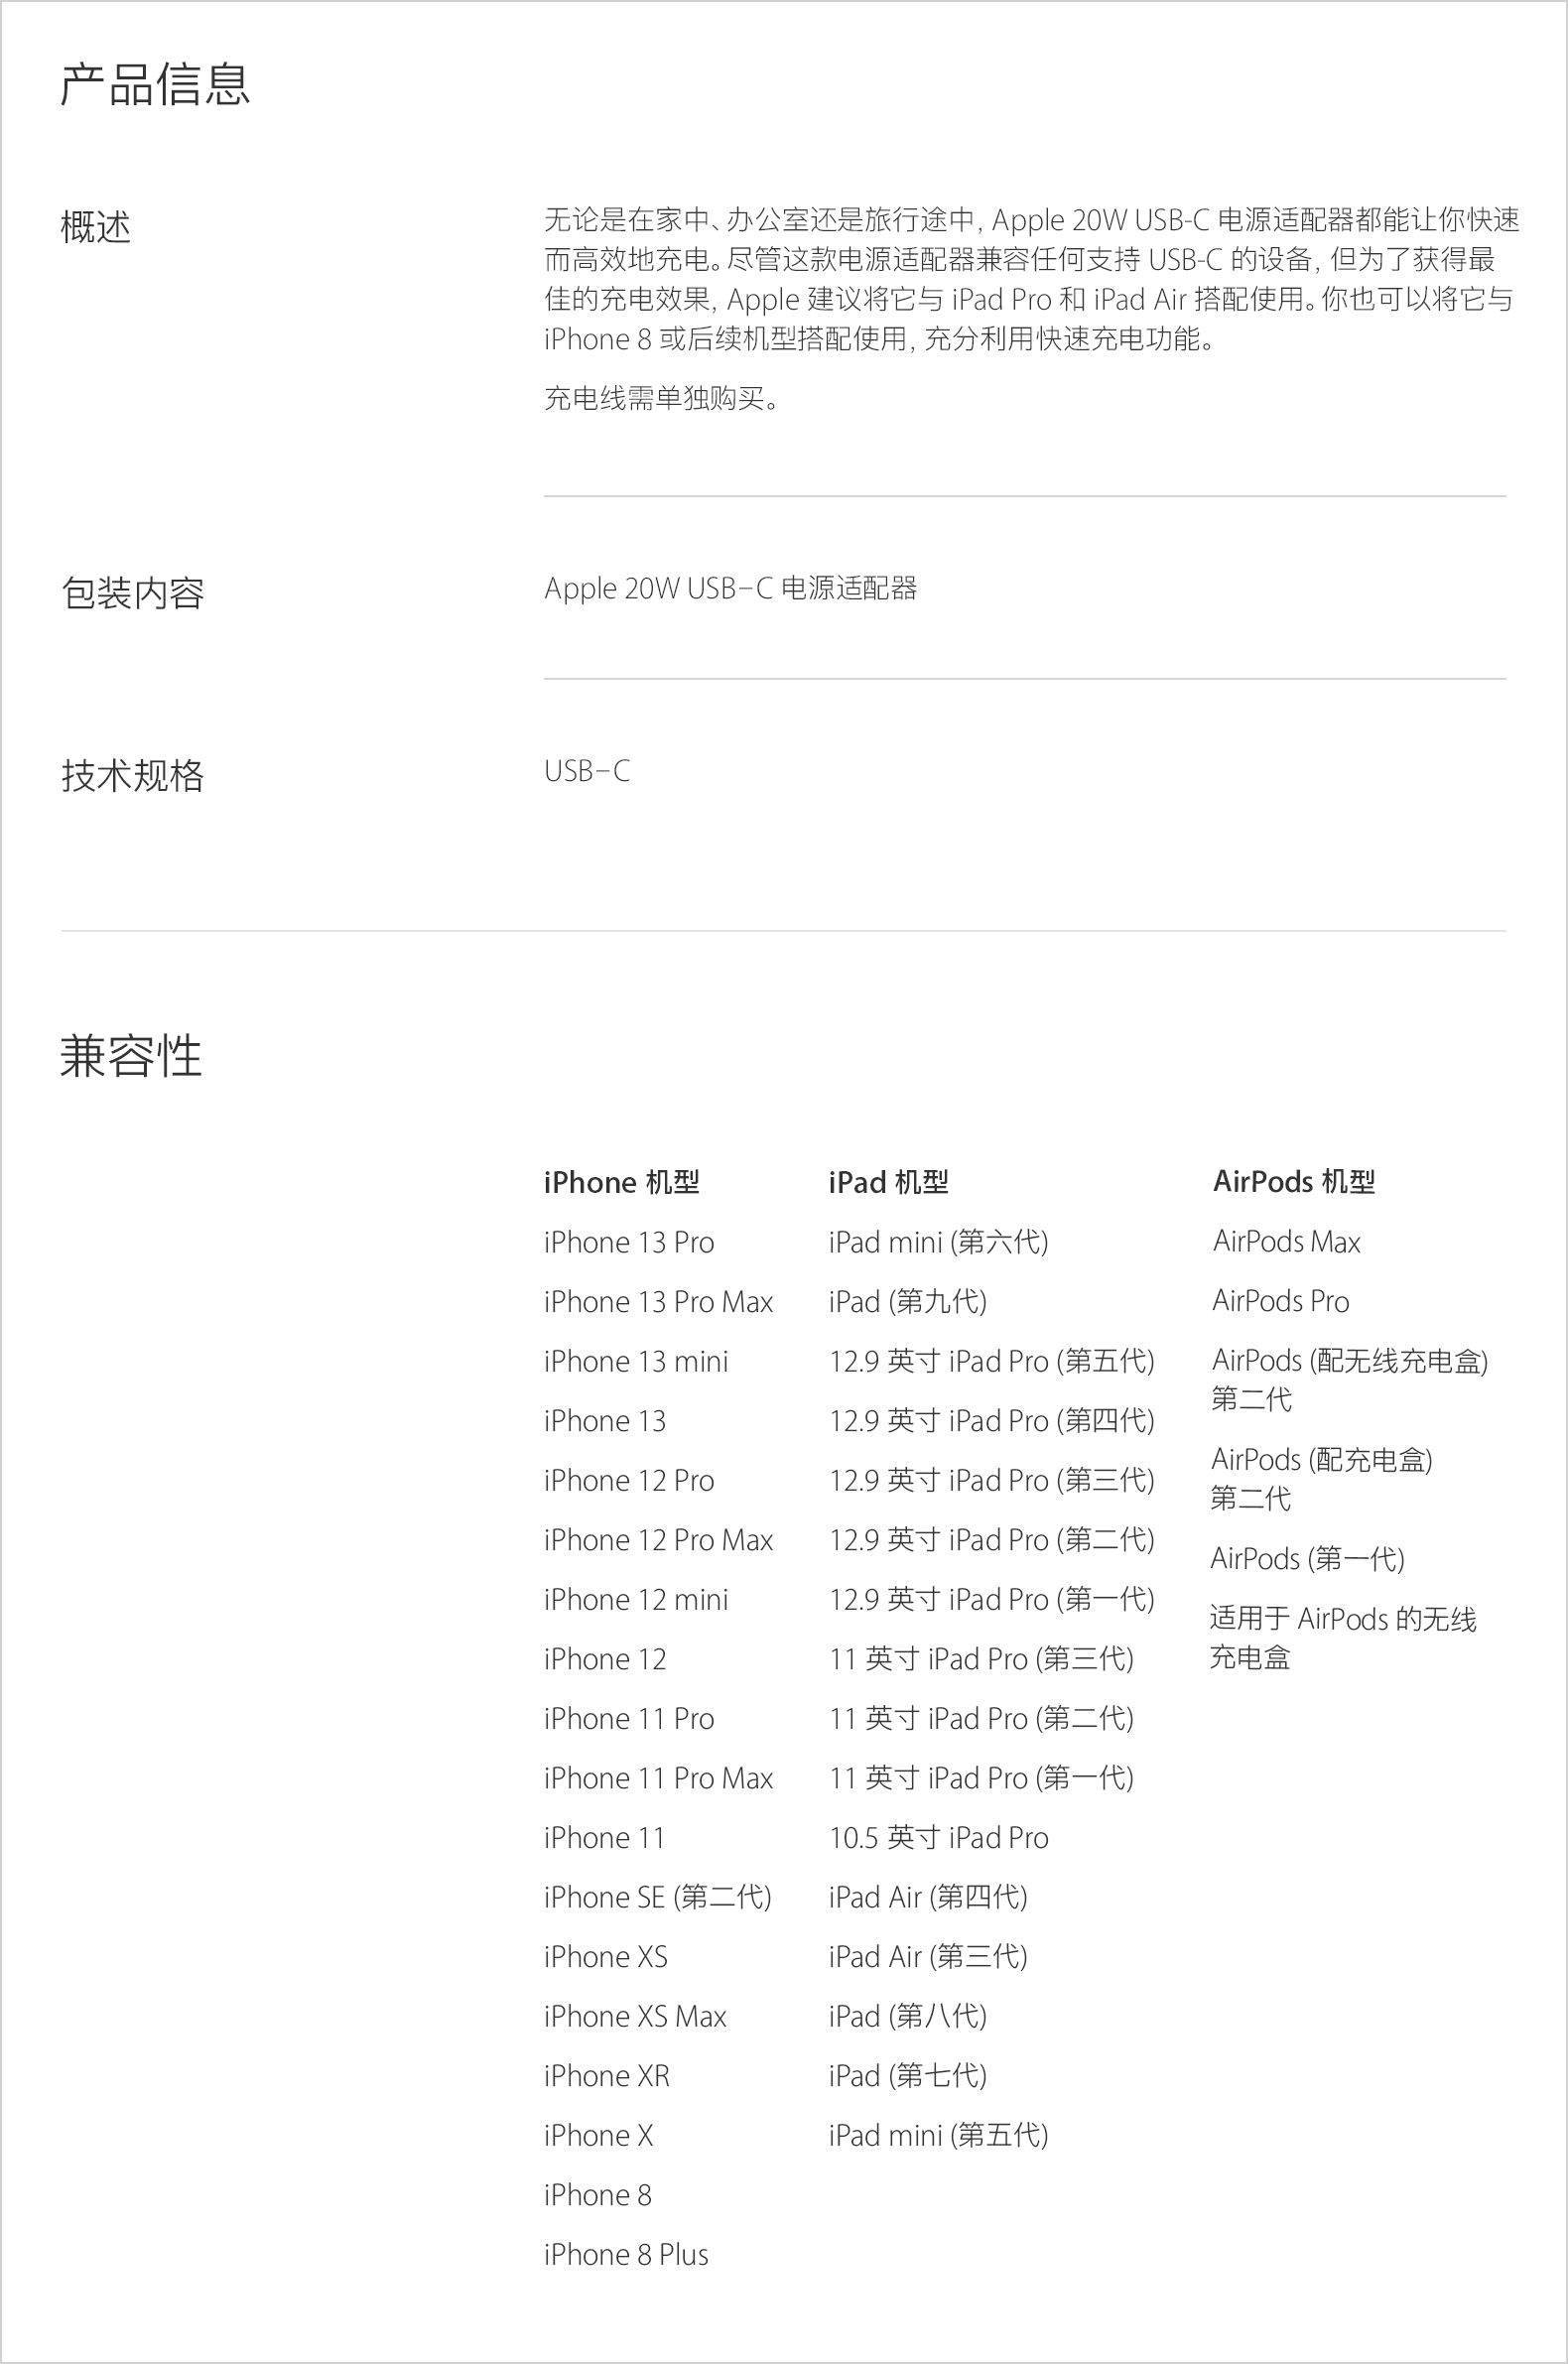 产品信息
概述
无论是在家中、办公室还是旅行途中，Apple 20W USB-C 电源适配器都能让你快速
而高效地充电。尽管这款电源适配器兼容任何支持 USB-C 的设备，但为了获得最
佳的充电效果，Apple 建议将它与 iPad Pro 和 iPad Air 搭配使用。你也可以将它与
iPhone 8 或后续机型搭配使用，充分利用快速充电功能。
充电线需单独购买。
包装内容
Apple 20W USB–C 电源适配器
技术规格
USB–C
兼容性
iPhone 机型
iPhone 13 Pro
iPhone 13 Pro Max
iPhone 13 mini
iPhone 13
iPhone 12 Pro
iPhone 12 Pro Max
iPhone 12 mini
iPhone 12
iPhone 11 Pro
iPhone 11 Pro Max
iPhone 11
iPhone SE (第二代)
iPhone XS
iPhone XS Max
iPhone XR
iPhone X
iPhone 8
iPhone 8 Plus
iPad 机型
iPad mini (第六代)
iPad (第九代)
12.9 英寸 iPad Pro (第五代)
12.9 英寸 iPad Pro (第四代)
12.9 英寸 iPad Pro (第三代)
12.9 英寸 iPad Pro (第二代)
12.9 英寸 iPad Pro (第一代)
11 英寸 iPad Pro (第三代)
11 英寸 iPad Pro (第二代)
11 英寸 iPad Pro (第一代)
10.5 英寸 iPad Pro
iPad Air (第四代)
iPad Air (第三代)
iPad (第八代)
iPad (第七代)
iPad mini (第五代)
AirPods 机型
AirPods Max
AirPods Pro
AirPods (配无线充电盒)
第二代
AirPods (配充电盒)
第二代
AirPods (第一代)
适用于 AirPods 的无线
充电盒